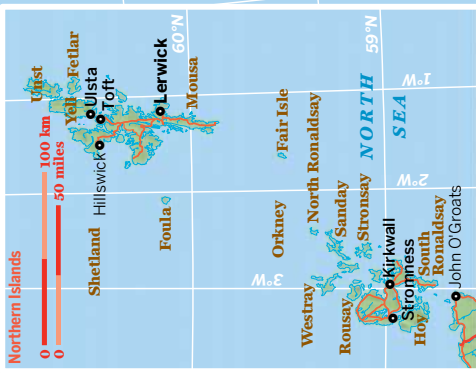 Northern Islands
0 100 km
0 50 miles
Unst
Yell
Fetlar
Ulsta
Toft
Hillswick
Shetland
Lerwick
Mousa
Foula
60°N
1°W
Fair Isle
Orkney
North Ronaldsay
Sanday
Stronsay
2°W
NORTH
SEA
59°N
3°W
Westray
Rousay
Kirkwall
Stromness
Hoy
South
Ronaldsay
John O'Groats